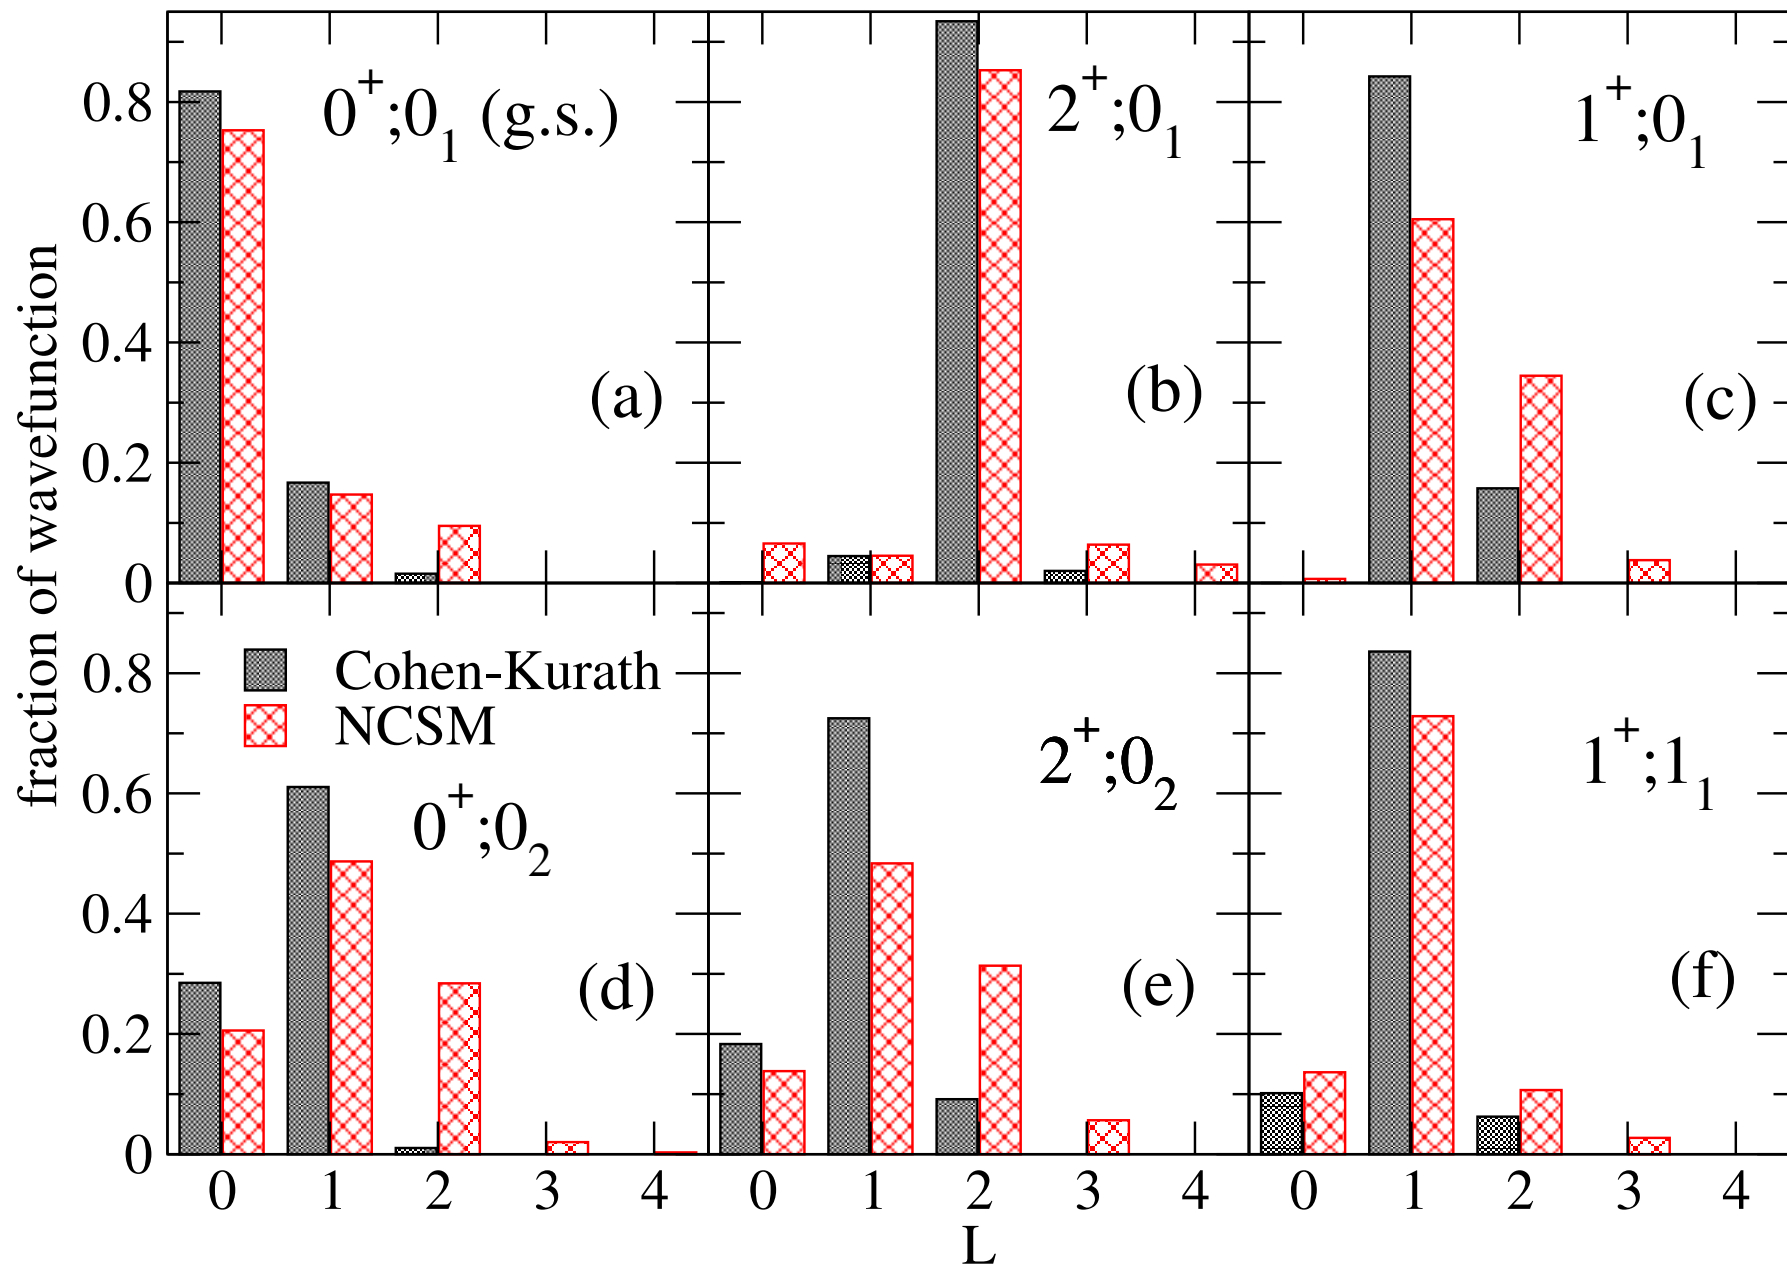 fraction of wavefunction
0.8
0.6
0.4
0.2
0
0⁺;0₁ (g.s.)
(a)
2⁺;0₁
(b)
1⁺;0₁
(c)
0.8
0.6
0.4
0.2
0
Cohen-Kurath
NCSM
0⁺;0₂
(d)
2⁺;0₂
(e)
1⁺;1₁
(f)
0 1 2 3 4
0 1 2 3 4
0 1 2 3 4
L